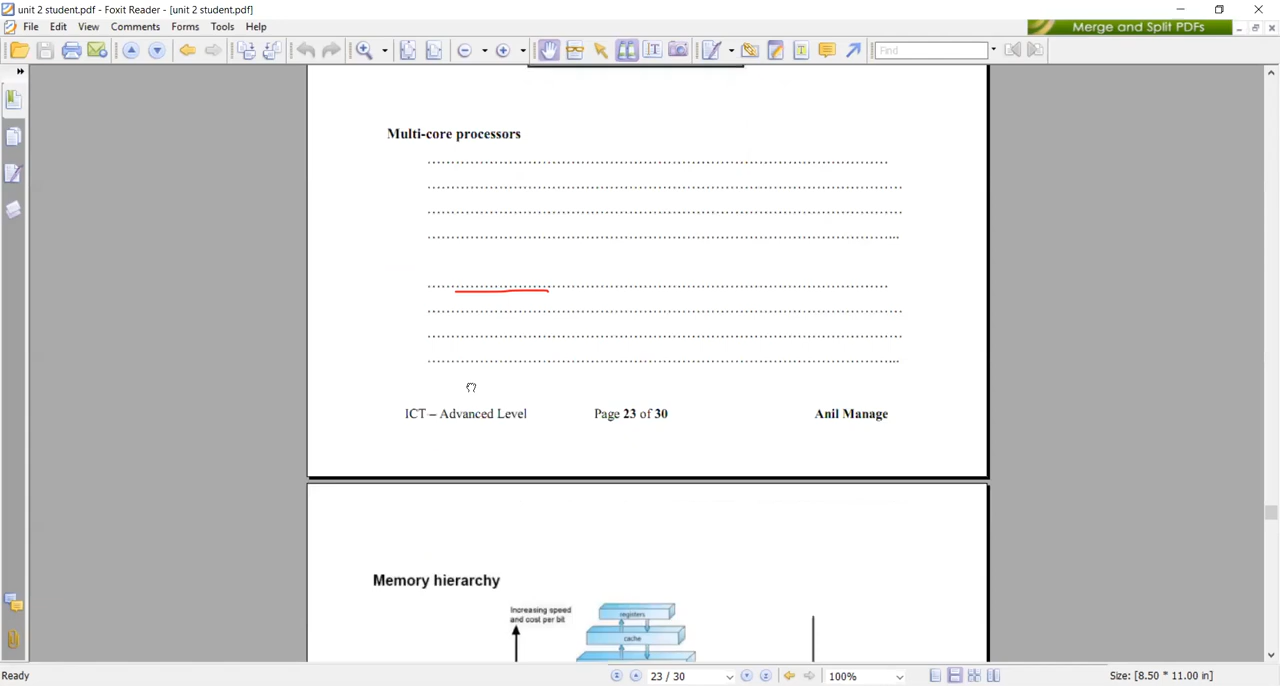 unit 2 student.pdf - Foxit Reader - [unit 2 student.pdf]
File Edit View Comments Forms Tools Help
Merge and Split PDFs
Find
Multi-core processors
ICT – Advanced Level Page 23 of 30 Anil Manage
Memory hierarchy
Increasing speed
and cost per bit
registers
cache
Ready 23 / 30 100% Size: [8.50 * 11.00 in]